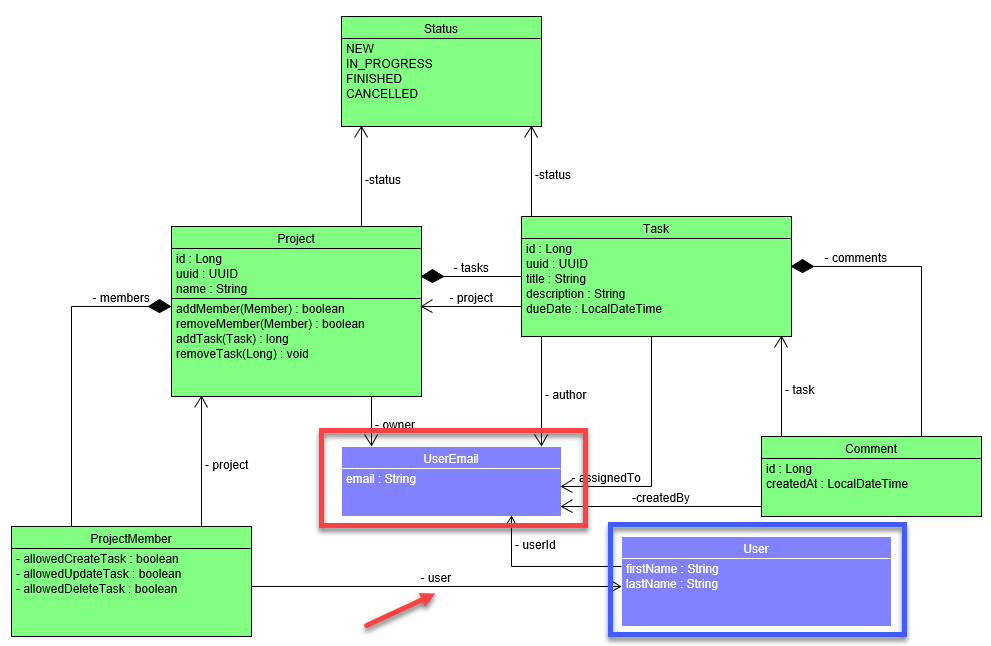 Status
NEW
IN_PROGRESS
FINISHED
CANCELLED
-status
-status
Project
id : Long
uuid : UUID
name : String
addMember(Member) : boolean
removeMember(Member) : boolean
addTask(Task) : long
removeTask(Long) : void
- tasks
- project
Task
id : Long
uuid : UUID
title : String
description : String
dueDate : LocalDateTime
- comments
- members
- author
- task
- owner
- project
UserEmail
email : String
- assignedTo
-createdBy
Comment
id : Long
createdAt : LocalDateTime
- userId
ProjectMember
- allowedCreateTask : boolean
- allowedUpdateTask : boolean
- allowedDeleteTask : boolean
- user
User
firstName : String
lastName : String